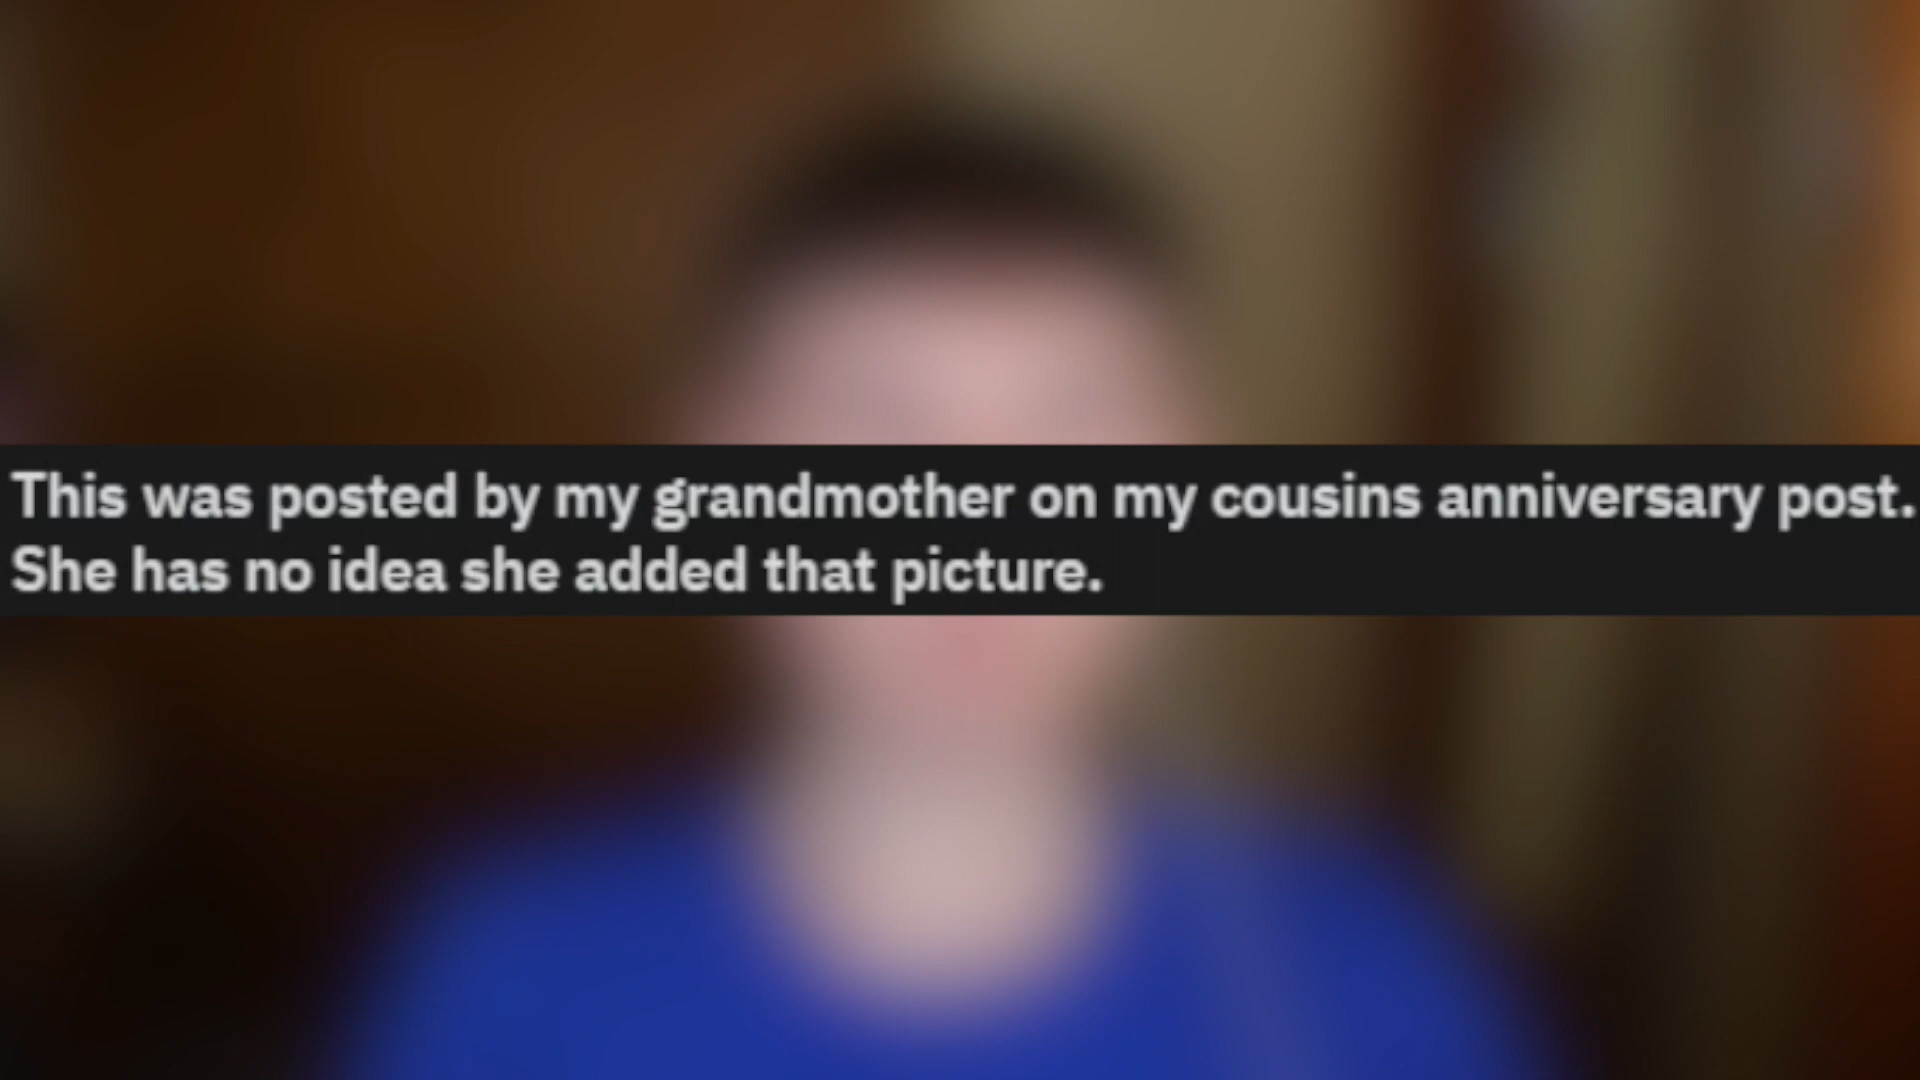 This was posted by my grandmother on my cousins anniversary post.
She has no idea she added that picture.